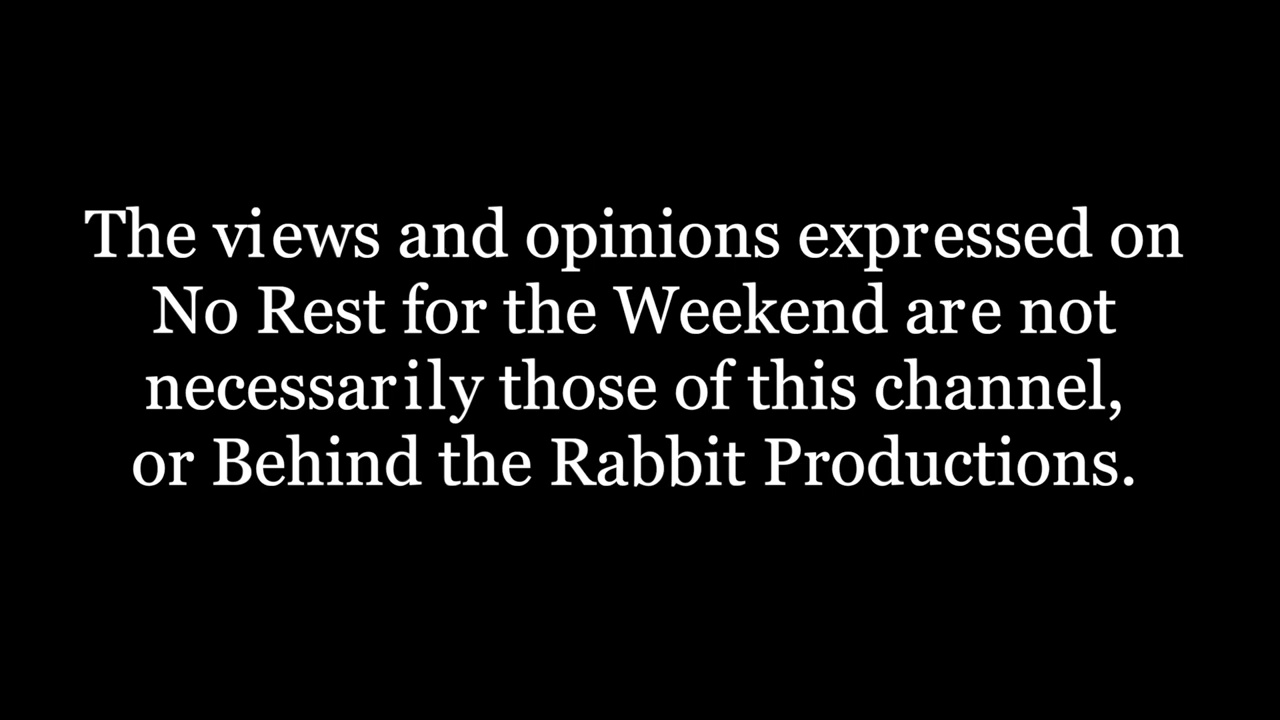 The views and opinions expressed on
No Rest for the Weekend are not
necessarily those of this channel,
or Behind the Rabbit Productions.